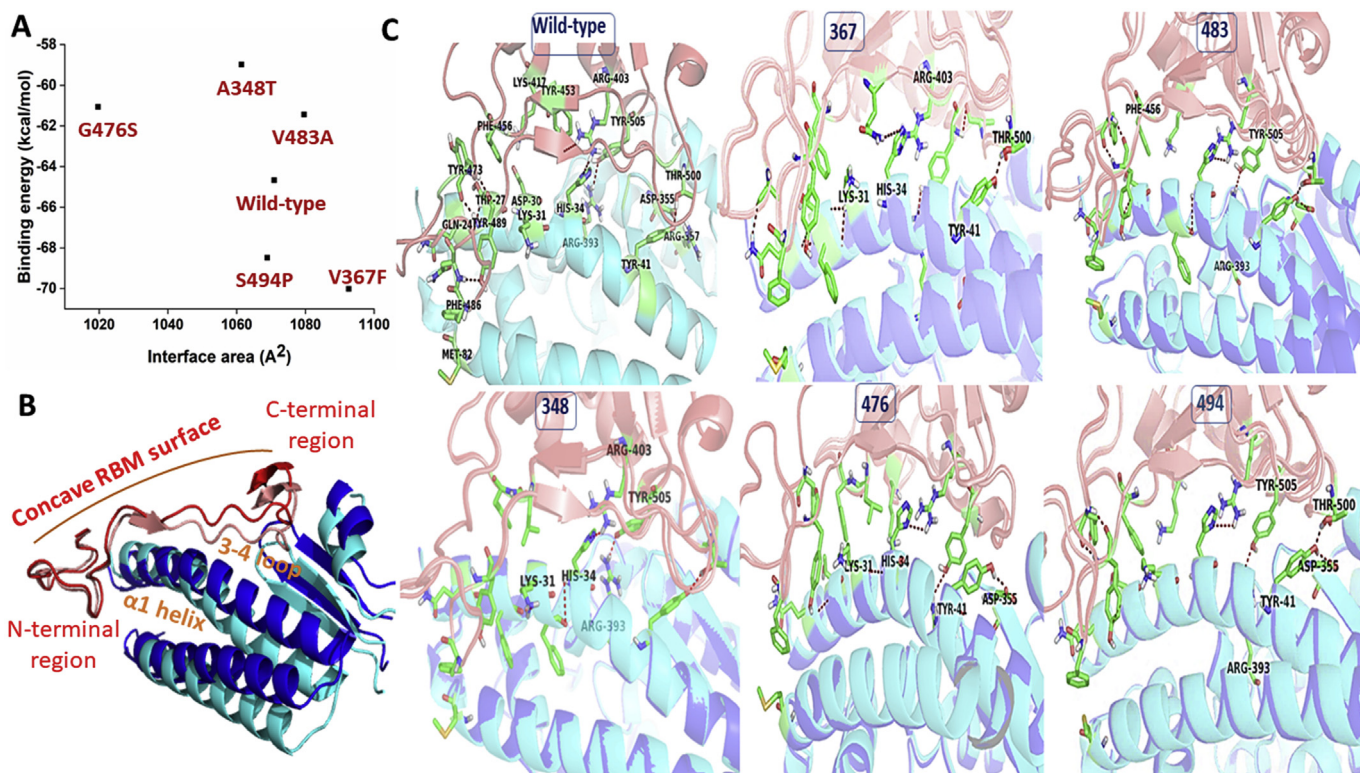 A
-58
-60
-62
-64
-66
-68
-70
Binding energy (kcal/mol)
A348T
G476S
V483A
Wild-type
S494P
V367F
1020
1040
1060
1080
1100
Interface area (A²)
B
Concave RBM surface
C-terminal
region
3-4 loop
α1 helix
N-terminal
region
C
Wild-type
LYS-417
TYR-453
ARG-403
PHE-456
TYR-505
TYR-473
THR-500
THP-27
ASP-30
ASP-355
GLN-24
TYR-489
LYS-31
HIS-34
ARG-393
ARG-357
TYR-41
PHE-486
MET-82
367
ARG-403
THR-500
LYS-31
HIS-34
TYR-41
483
PHE-456
TYR-505
ARG-393
348
ARG-403
TYR-505
LYS-31
HIS-34
ARG-393
476
LYS-31
HIS-34
TYR-41
ASP-355
494
TYR-505
THR-500
ASP-355
TYR-41
ARG-393